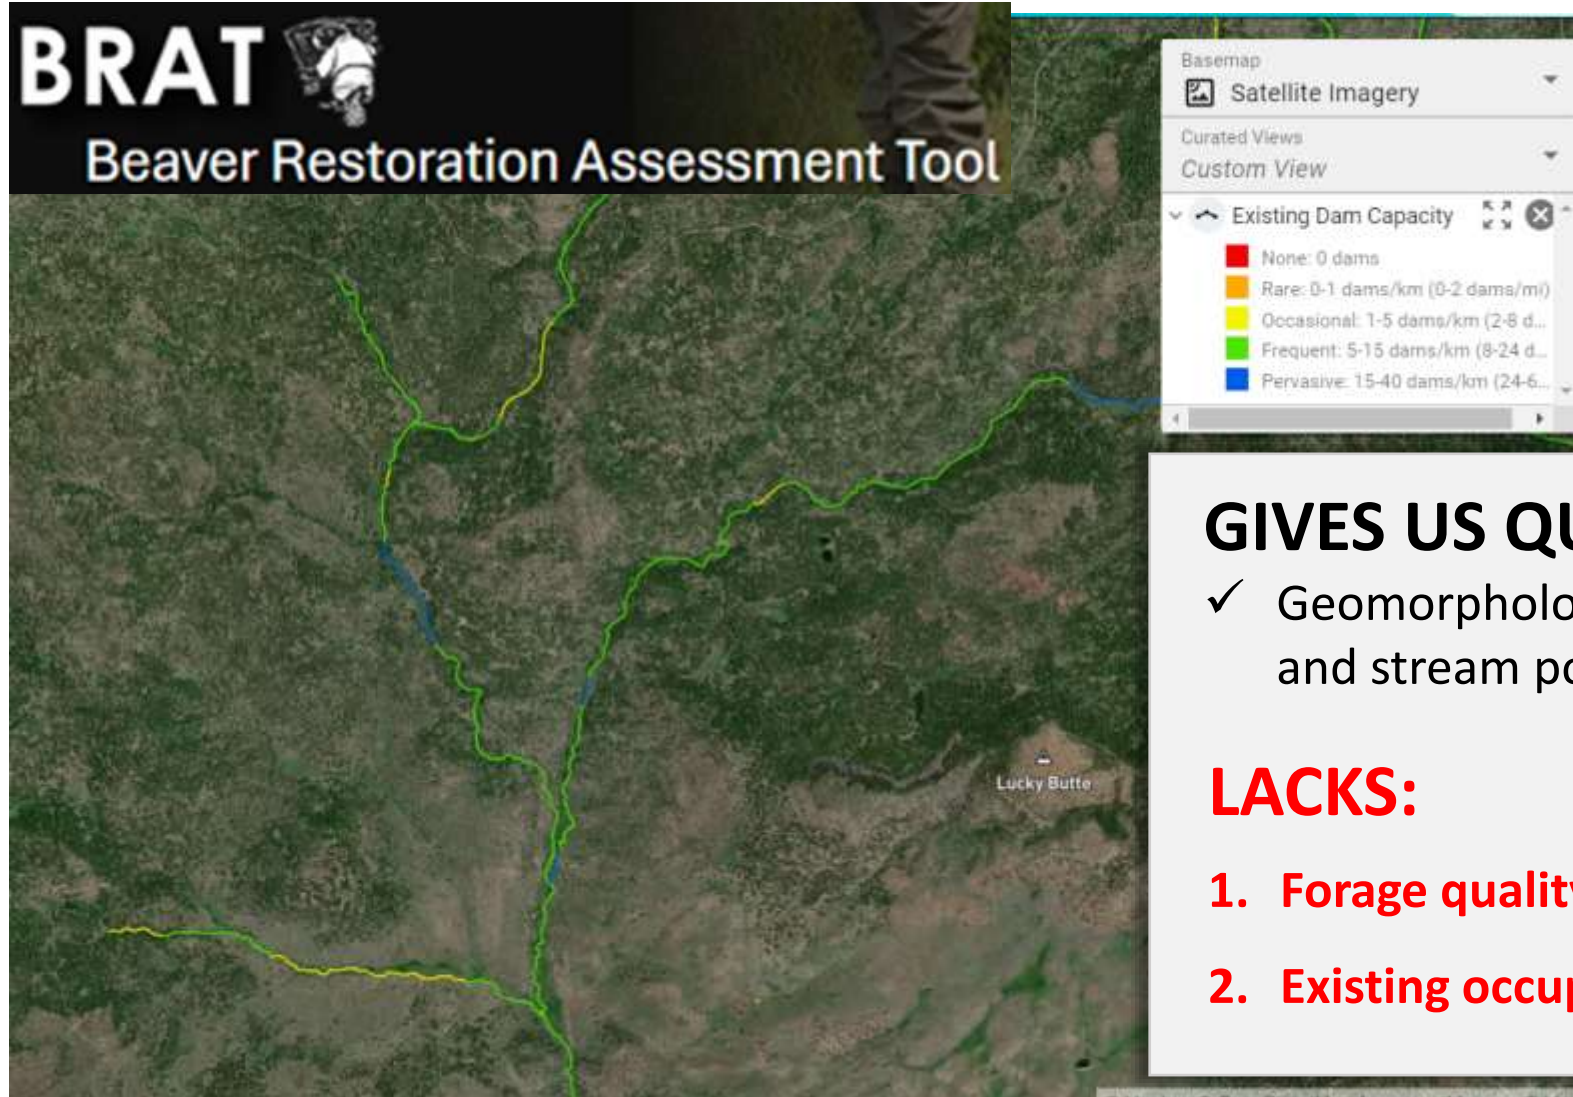 BRAT
Beaver Restoration Assessment Tool
Basemap
Satellite Imagery
Curated Views
Custom View
Existing Dam Capacity
None: 0 dams
Rare: 0-1 dams/km (0-2 dams/mi)
Occasional: 1-5 dams/km (2-8 d...
Frequent: 5-15 dams/km (8-24 d...
Pervasive: 15-40 dams/km (24-6...
Lucky Butte
GIVES US QU
✓ Geomorpholo
and stream po
LACKS:
1. Forage quality
2. Existing occup